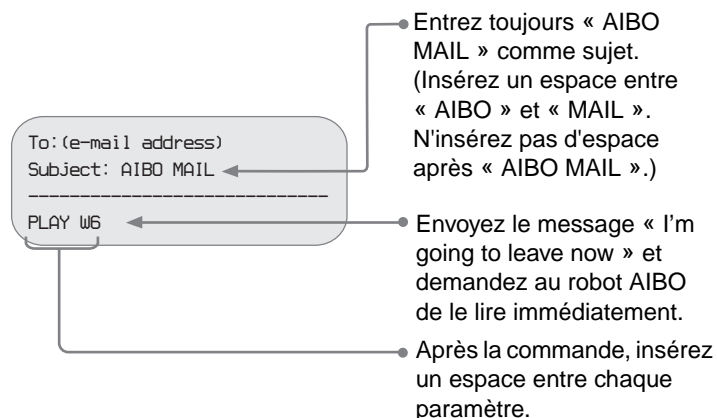 To:(e-mail address)
Subject: AIBO MAIL
------------------------------
PLAY W6
Entrez toujours « AIBO
MAIL » comme sujet.
(Insérez un espace entre
« AIBO » et « MAIL ».
N'insérez pas d'espace
après « AIBO MAIL ».)
Envoyez le message « I'm
going to leave now » et
demandez au robot AIBO
de le lire immédiatement.
Après la commande, insérez
un espace entre chaque
paramètre.